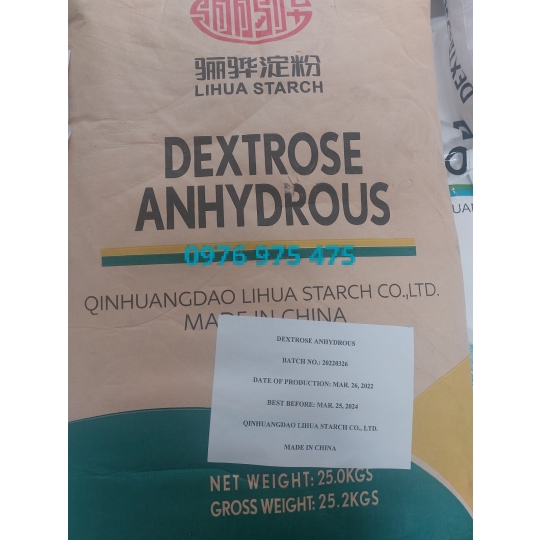 骊骅淀粉
LIHUA STARCH
DEXTROSE
ANHYDROUS
0976 975 475
QINHUANGDAO LIHUA STARCH CO.,LTD.
MADE IN CHINA
DEXTROSE ANHYDROUS
BATCH NO.: 20220326
DATE OF PRODUCTION: MAR. 26, 2022
BEST BEFORE: MAR. 25, 2024
QINHUANGDAO LIHUA STARCH CO., LTD.
MADE IN CHINA
NET WEIGHT: 25.0KGS
GROSS WEIGHT: 25.2KGS